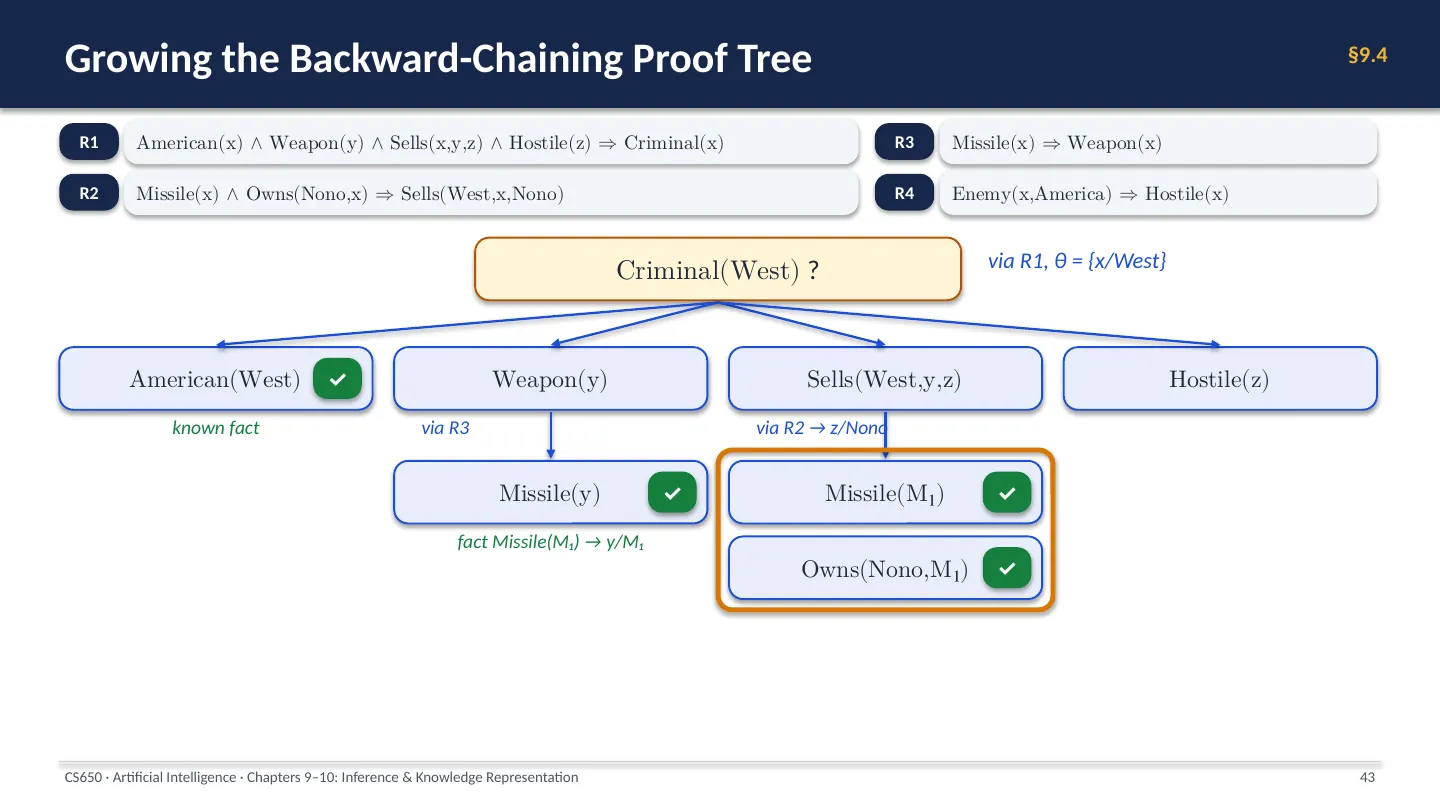 Growing the Backward-Chaining Proof Tree
§9.4
R1
American(x) ∧ Weapon(y) ∧ Sells(x,y,z) ∧ Hostile(z) ⇒ Criminal(x)
R3
Missile(x) ⇒ Weapon(x)
R2
Missile(x) ∧ Owns(Nono,x) ⇒ Sells(West,x,Nono)
R4
Enemy(x,America) ⇒ Hostile(x)
Criminal(West) ?
via R1, θ = {x/West}
American(West) ✓
Weapon(y)
Sells(West,y,z)
Hostile(z)
known fact
via R3
via R2 → z/Nono
Missile(y) ✓
Missile(M₁) ✓
fact Missile(M₁) → y/M₁
Owns(Nono,M₁) ✓
CS650 · Artificial Intelligence · Chapters 9–10: Inference & Knowledge Representation
43